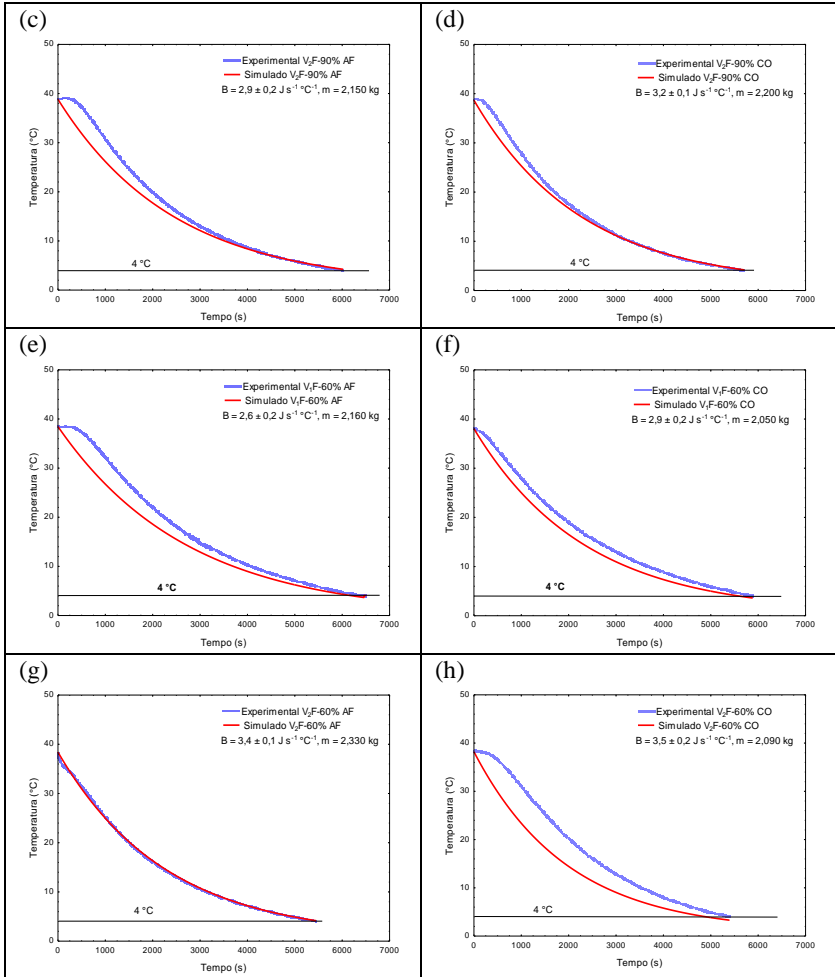 (c)
50
40
30
20
10
0
Temperatura (°C)
Experimental V₂F-90% AF
Simulado V₂F-90% AF
B = 2,9 ± 0,2 J s⁻¹ °C⁻¹, m = 2,150 kg
4 °C
0 1000 2000 3000 4000 5000 6000 7000
Tempo (s)
(d)
50
40
30
20
10
0
Temperatura (°C)
Experimental V₂F-90% CO
Simulado V₂F-90% CO
B = 3,2 ± 0,1 J s⁻¹ °C⁻¹, m = 2,200 kg
4 °C
0 1000 2000 3000 4000 5000 6000 7000
Tempo (s)
(e)
50
40
30
20
10
0
Temperatura (°C)
Experimental V₁F-60% AF
Simulado V₁F-60% AF
B = 2,6 ± 0,2 J s⁻¹ °C⁻¹, m = 2,160 kg
4 °C
0 1000 2000 3000 4000 5000 6000 7000
Tempo (s)
(f)
50
40
30
20
10
0
Temperatura (°C)
Experimental V₁F-60% CO
Simulado V₁F-60% CO
B = 2,9 ± 0,2 J s⁻¹ °C⁻¹, m = 2,050 kg
4 °C
0 1000 2000 3000 4000 5000 6000 7000
Tempo (s)
(g)
50
40
30
20
10
0
Temperatura (°C)
Experimental V₂F-60% AF
Simulado V₂F-60% AF
B = 3,4 ± 0,1 J s⁻¹ °C⁻¹, m = 2,330 kg
4 °C
0 1000 2000 3000 4000 5000 6000 7000
Tempo (s)
(h)
50
40
30
20
10
0
Temperatura (°C)
Experimental V₂F-60% CO
Simulado V₂F-60% CO
B = 3,5 ± 0,2 J s⁻¹ °C⁻¹, m = 2,090 kg
4 °C
0 1000 2000 3000 4000 5000 6000 7000
Tempo (s)